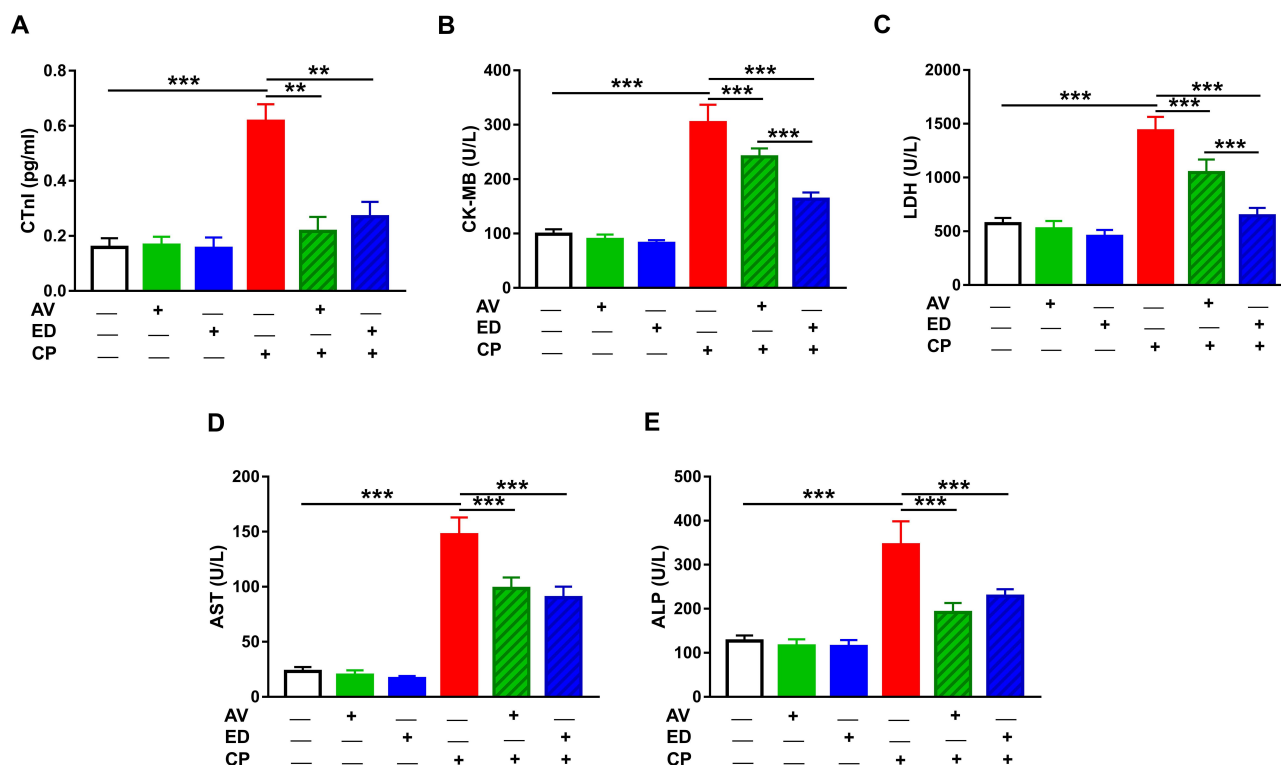 A
CTnI (pg/ml)
0.8
0.6
0.4
0.2
0.0
***
**
**
AV — + — — + —
ED — — + — — +
CP — — — + + +
B
CK-MB (U/L)
400
300
200
100
0
***
***
***
***
AV — + — — + —
ED — — + — — +
CP — — — + + +
C
LDH (U/L)
2000
1500
1000
500
0
***
***
***
***
AV — + — — + —
ED — — + — — +
CP — — — + + +
D
AST (U/L)
200
150
100
50
0
***
***
***
AV — + — — + —
ED — — + — — +
CP — — — + + +
E
ALP (U/L)
500
400
300
200
100
0
***
***
***
AV — + — — + —
ED — — + — — +
CP — — — + + +